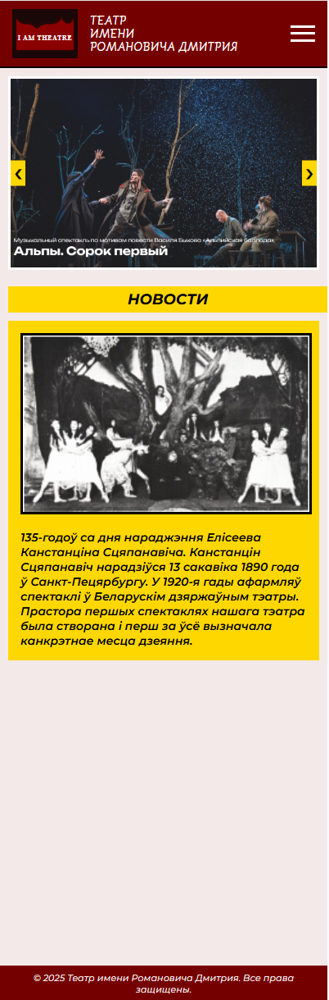 I AM THEATRE
ТЕАТР
ИМЕНИ
РОМАНОВИЧА ДМИТРИЯ
Музыкальный спектакль по мотивам повести Василя Быкова «Альпийская баллада».
Альпы. Сорок первый
НОВОСТИ
135-годоў са дня нараджэння Елісеева
Канстанціна Сцяпанавіча. Канстанцін
Сцяпанавіч нарадзіўся 13 сакавіка 1890 года
ў Санкт-Пецярбургу. У 1920-я гады афармляў
спектаклі ў Беларускім дзяржаўным тэатры.
Прастора першых спектаклях нашага тэатра
была створана і перш за ўсё вызначала
канкрэтнае месца дзеяння.
© 2025 Театр имени Романовича Дмитрия. Все права
защищены.